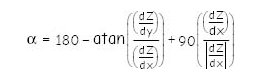 α = 180 − atan((dZ/dy)/(dZ/dx)) + 90((dZ/dx)/|dZ/dx|)